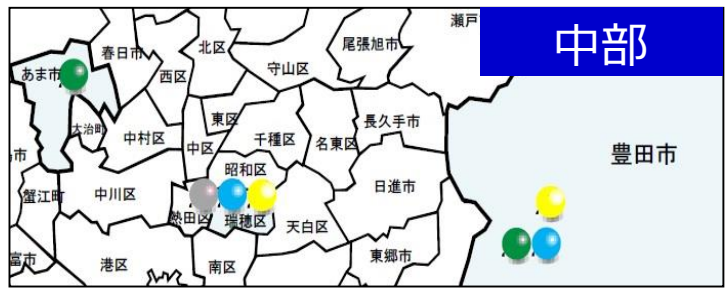 中部
瀬戸
春日市
北区
尾張旭市
あま市
西区
守山区
大治町
中村区
東区
中区
千種区
名東区
長久手市
豊田市
市
昭和区
蟹江町
中川区
日進市
熱田区
瑞穂区
天白区
富市
港区
南区
東郷町